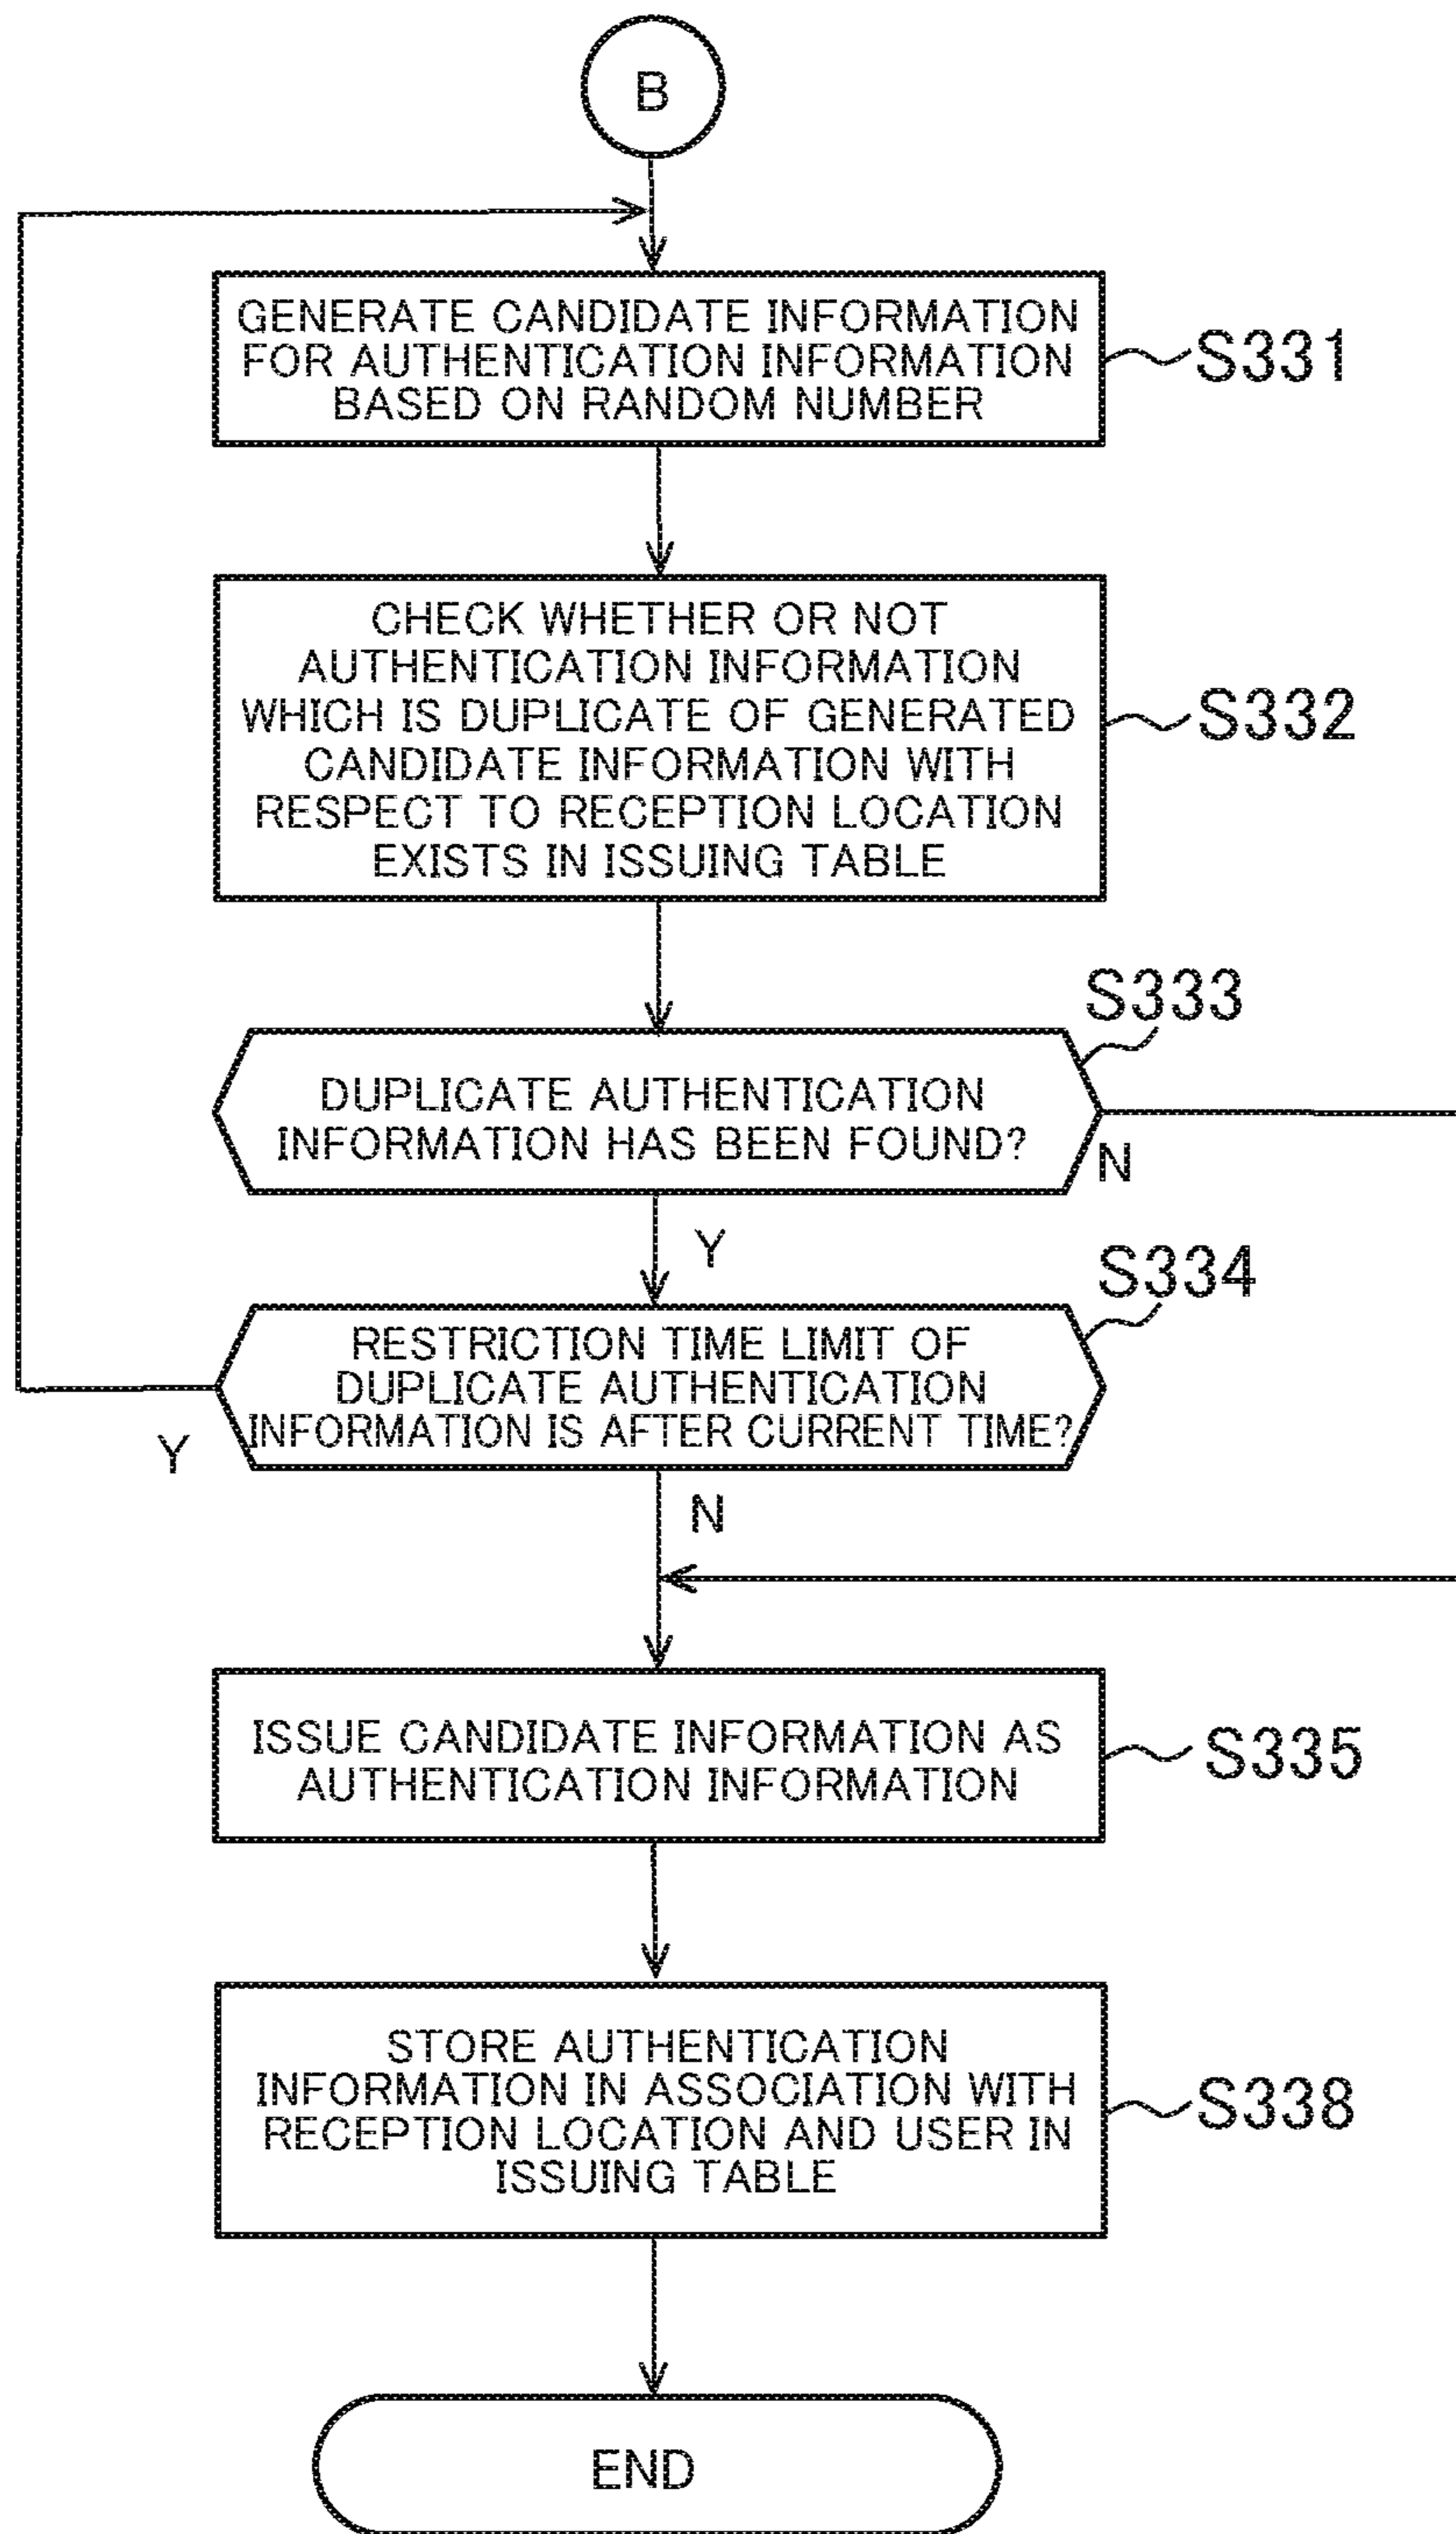 B
GENERATE CANDIDATE INFORMATION
FOR AUTHENTICATION INFORMATION
BASED ON RANDOM NUMBER
S331
CHECK WHETHER OR NOT
AUTHENTICATION INFORMATION
WHICH IS DUPLICATE OF GENERATED
CANDIDATE INFORMATION WITH
RESPECT TO RECEPTION LOCATION
EXISTS IN ISSUING TABLE
S332
S333
DUPLICATE AUTHENTICATION
INFORMATION HAS BEEN FOUND?
N
Y
S334
RESTRICTION TIME LIMIT OF
DUPLICATE AUTHENTICATION
INFORMATION IS AFTER CURRENT TIME?
Y
N
ISSUE CANDIDATE INFORMATION AS
AUTHENTICATION INFORMATION
S335
STORE AUTHENTICATION
INFORMATION IN ASSOCIATION WITH
RECEPTION LOCATION AND USER IN
ISSUING TABLE
S338
END